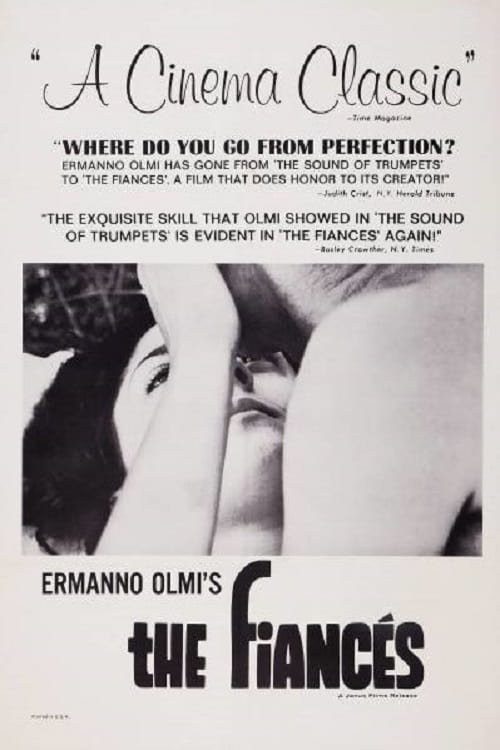 "A Cinema Classic"
—Time Magazine
"WHERE DO YOU GO FROM PERFECTION?
ERMANNO OLMI HAS GONE FROM 'THE SOUND OF TRUMPETS'
TO 'THE FIANCES'. A FILM THAT DOES HONOR TO ITS CREATOR!"
—Judith Crist, N.Y. Herald Tribune
"THE EXQUISITE SKILL THAT OLMI SHOWED IN 'THE SOUND
OF TRUMPETS' IS EVIDENT IN 'THE FIANCES' AGAIN!"
—Bosley Crowther, N.Y. Times
ERMANNO OLMI'S
THE FIANCÉS
A Janus Films Release